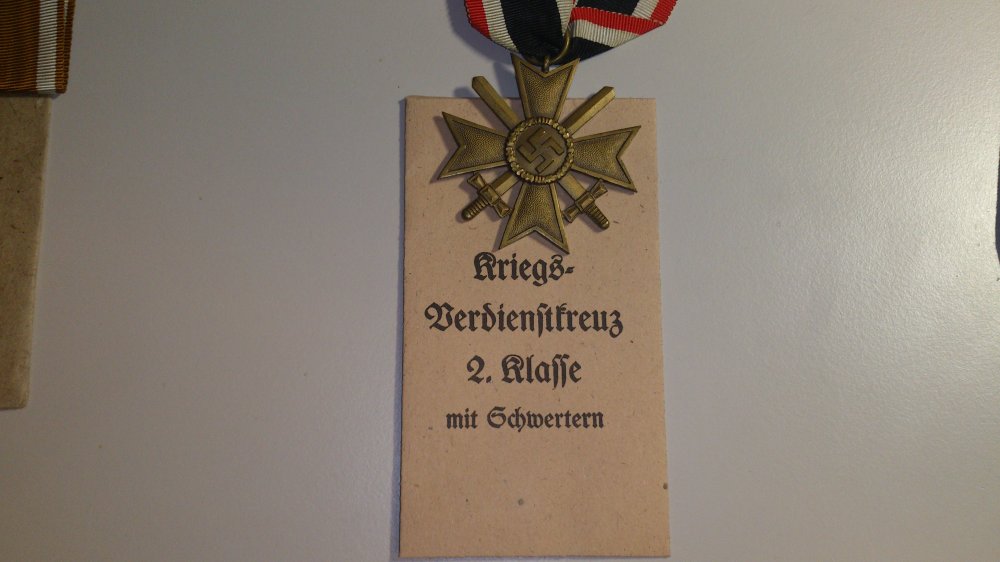 Kriegs-
Verdienstkreuz
2. Klasse
mit Schwertern